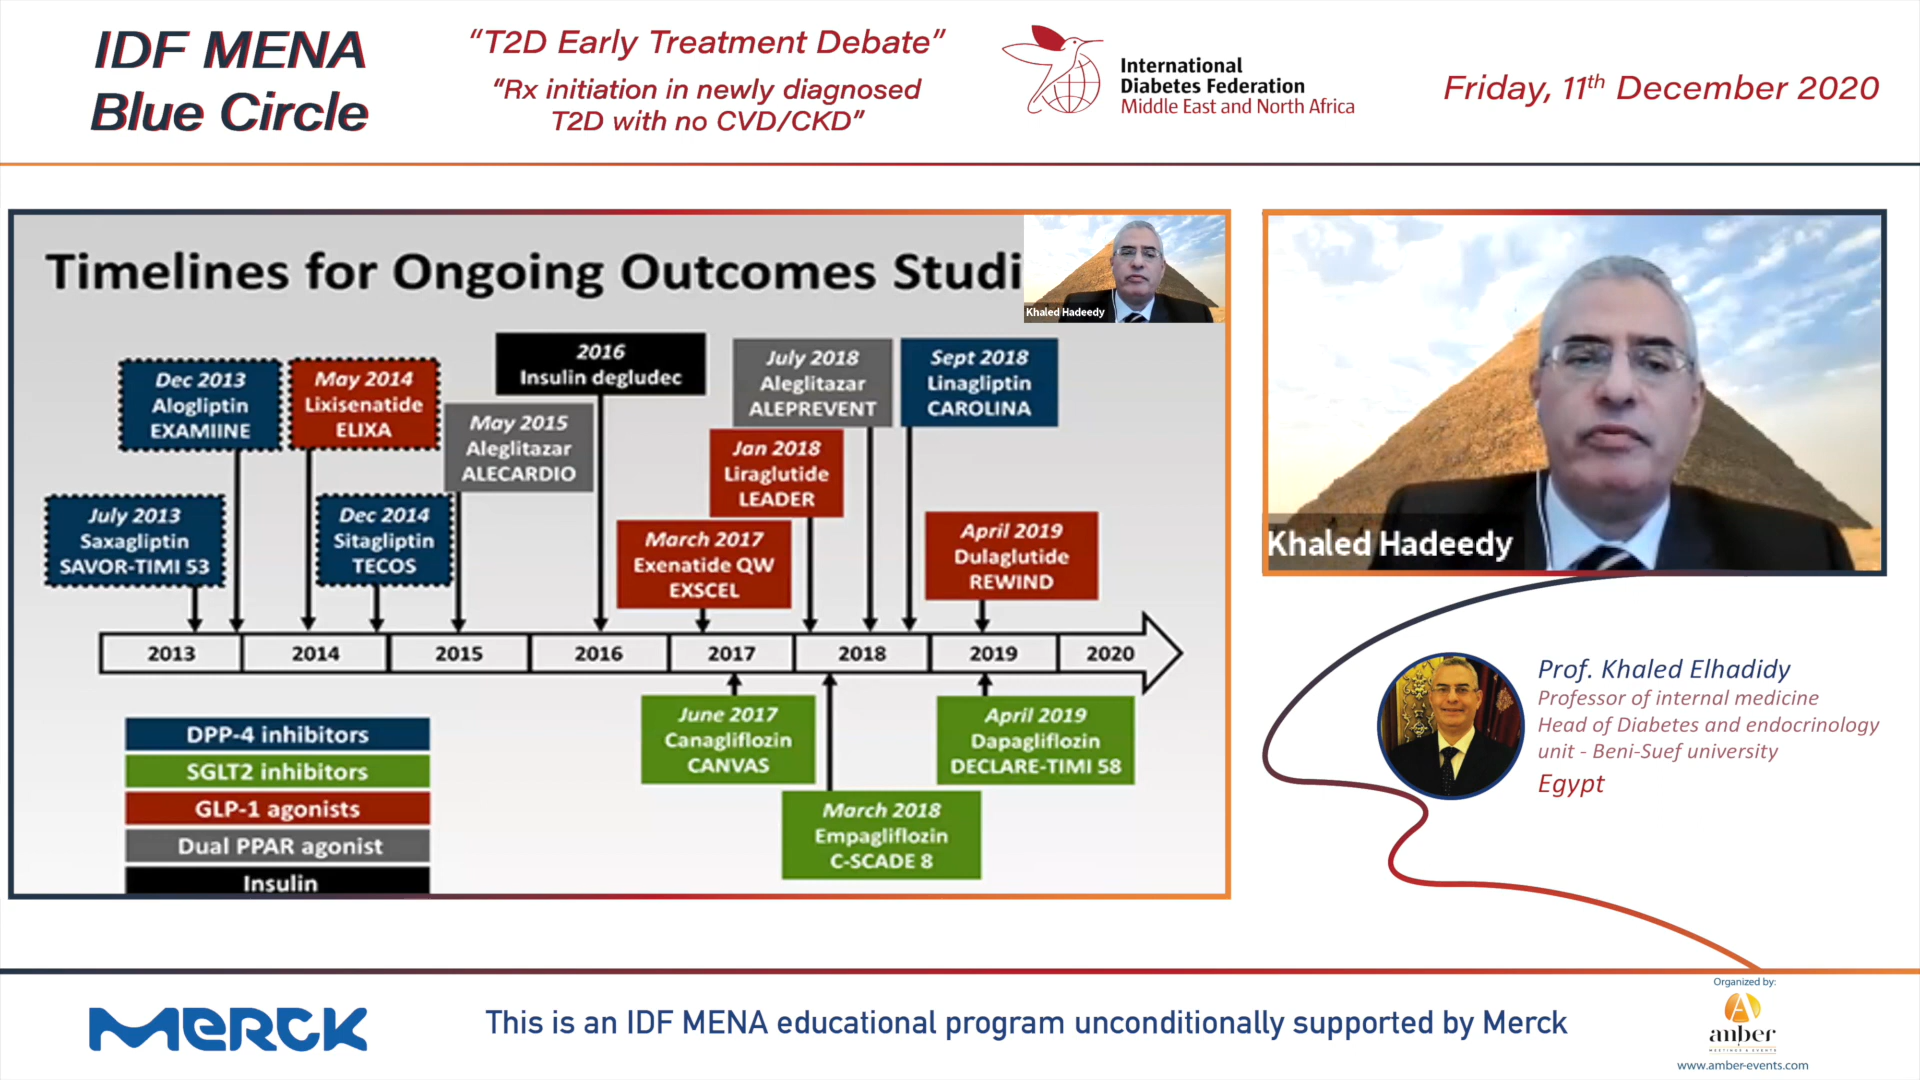 IDF MENA
Blue Circle
“T2D Early Treatment Debate”
“Rx initiation in newly diagnosed
T2D with no CVD/CKD”
International
Diabetes Federation
Middle East and North Africa
Friday, 11th December 2020
Timelines for Ongoing Outcomes Studi
Khaled Hadeedy
Dec 2013
Alogliptin
EXAMIINE
May 2014
Lixisenatide
ELIXA
2016
Insulin degludec
July 2018
Aleglitazar
ALEPREVENT
Sept 2018
Linagliptin
CAROLINA
May 2015
Aleglitazar
ALECARDIO
Jan 2018
Liraglutide
LEADER
July 2013
Saxagliptin
SAVOR-TIMI 53
Dec 2014
Sitagliptin
TECOS
March 2017
Exenatide QW
EXSCEL
April 2019
Dulaglutide
REWIND
2013 2014 2015 2016 2017 2018 2019 2020
June 2017
Canagliflozin
CANVAS
April 2019
Dapagliflozin
DECLARE-TIMI 58
March 2018
Empagliflozin
C-SCADE 8
DPP-4 inhibitors
SGLT2 inhibitors
GLP-1 agonists
Dual PPAR agonist
Insulin
Khaled Hadeedy
Prof. Khaled Elhadidy
Professor of internal medicine
Head of Diabetes and endocrinology
unit - Beni-Suef university
Egypt
MERCK
This is an IDF MENA educational program unconditionally supported by Merck
Organized by:
amber
MEETINGS & EVENTS
www.amber-events.com